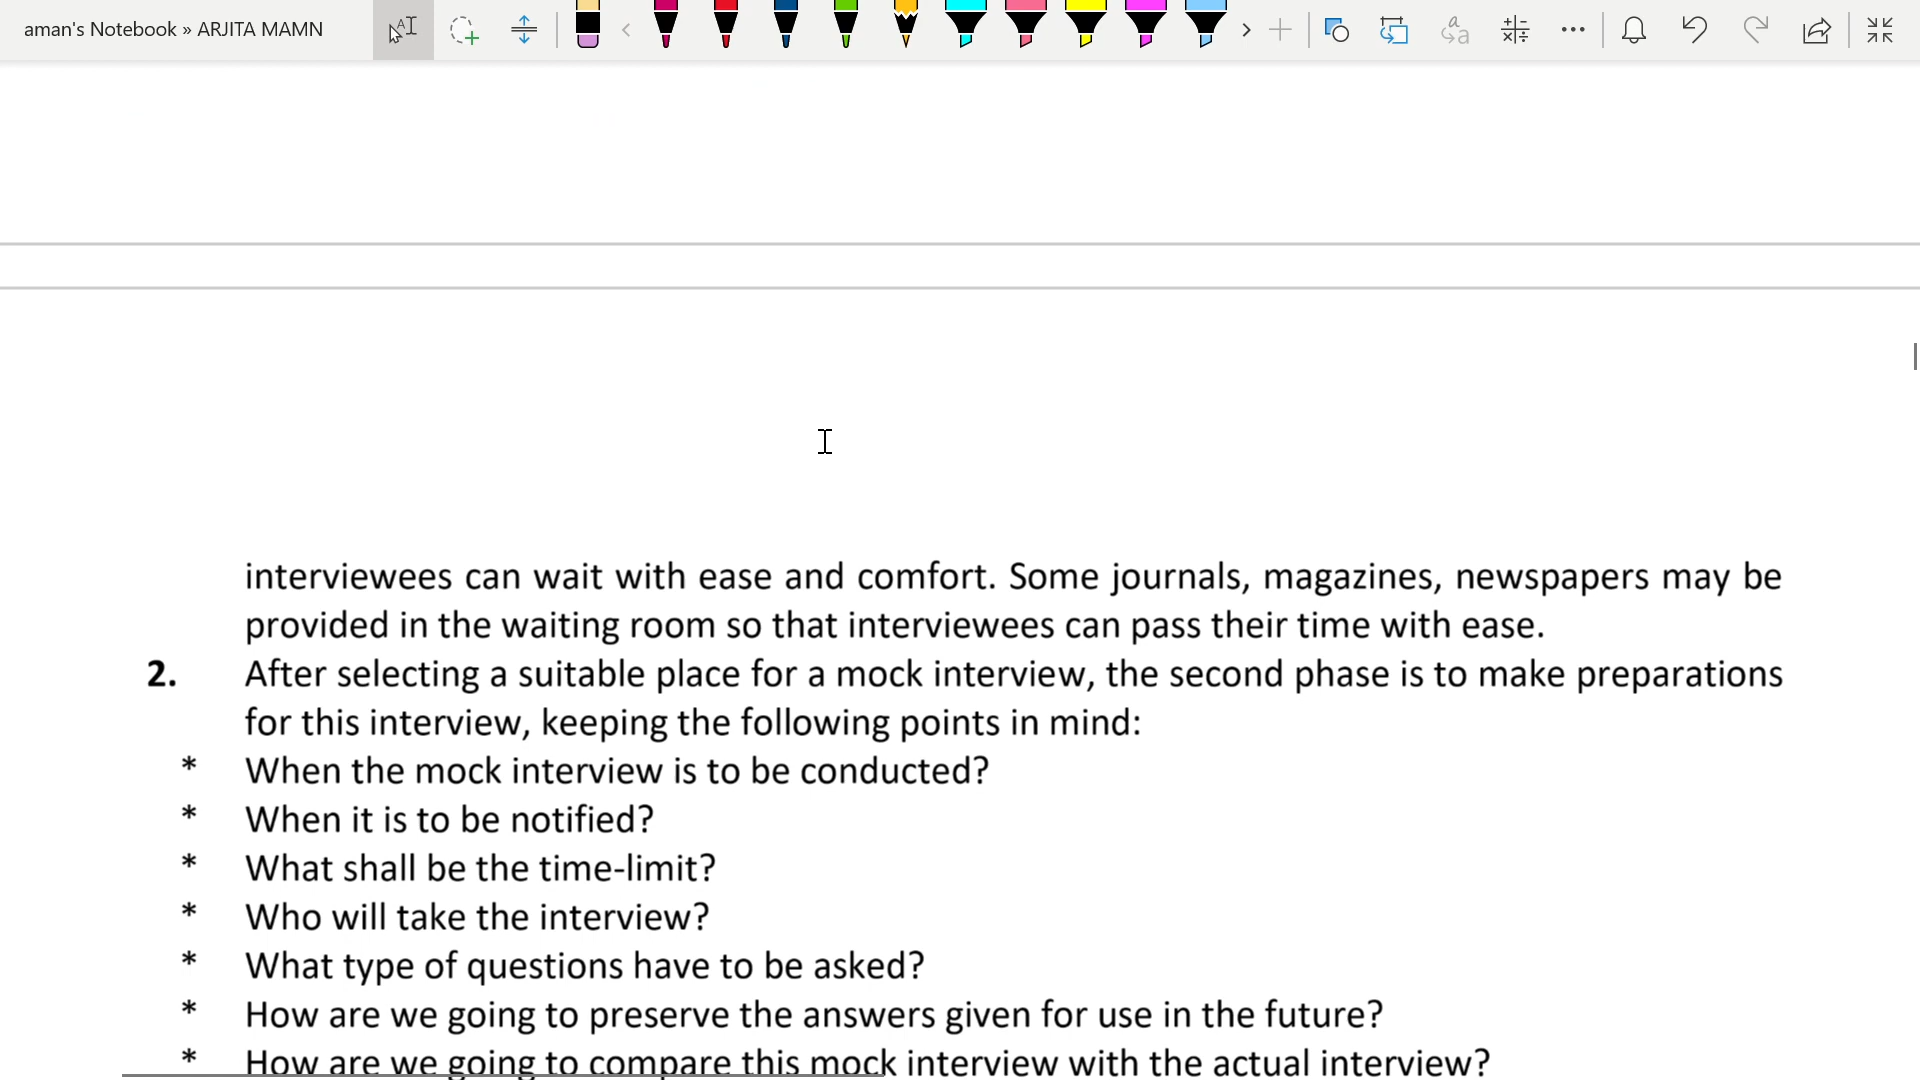 aman's Notebook » ARJITA MAMN
interviewees can wait with ease and comfort. Some journals, magazines, newspapers may be
provided in the waiting room so that interviewees can pass their time with ease.
2. After selecting a suitable place for a mock interview, the second phase is to make preparations
for this interview, keeping the following points in mind:
* When the mock interview is to be conducted?
* When it is to be notified?
* What shall be the time-limit?
* Who will take the interview?
* What type of questions have to be asked?
* How are we going to preserve the answers given for use in the future?
* How are we going to compare this mock interview with the actual interview?